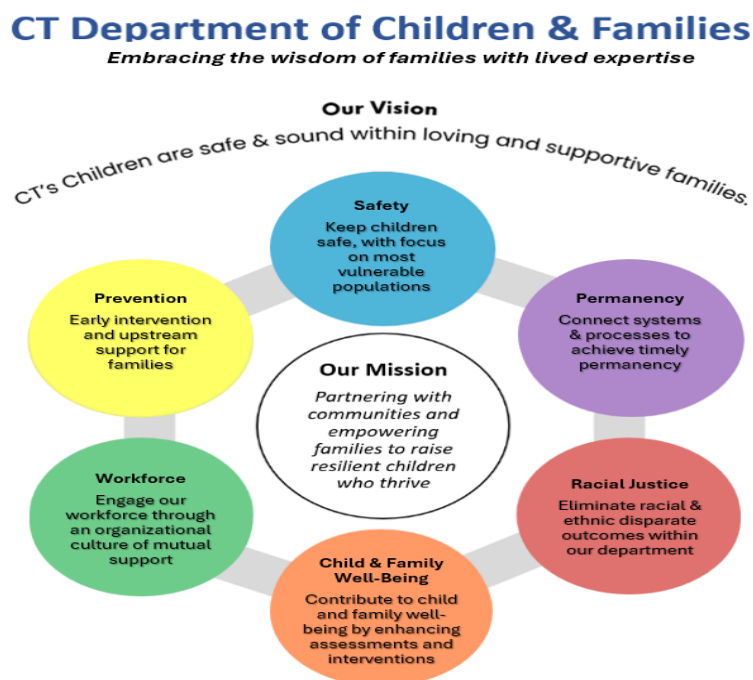 CT Department of Children & Families
Embracing the wisdom of families with lived expertise
Our Vision
CT's Children are safe & sound within loving and supportive families.
Safety
Keep children
safe, with focus
on most
vulnerable
populations
Prevention
Early intervention
and upstream
support for
families
Permanency
Connect systems
& processes to
achieve timely
permanency
Our Mission
Partnering with
communities and
empowering
families to raise
resilient children
who thrive
Workforce
Engage our
workforce through
an organizational
culture of mutual
support
Racial Justice
Eliminate racial &
ethnic disparate
outcomes within
our department
Child & Family
Well-Being
Contribute to child
and family well-
being by enhancing
assessments and
interventions